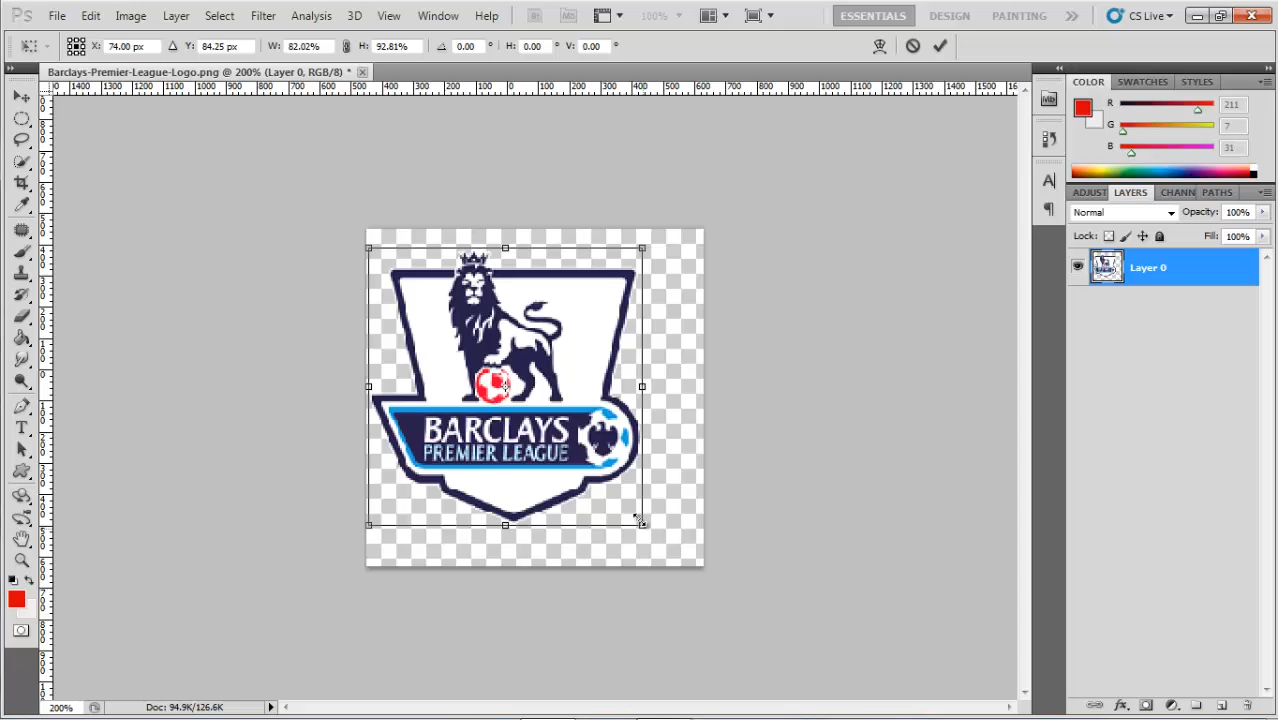 Ps File Edit Image Layer Select Filter Analysis 3D View Window Help Br Mb 100% ESSENTIALS DESIGN PAINTING CS Live
X: 74.00 px Y: 84.25 px W: 82.02% H: 92.81% 0.00 ° H: 0.00 ° V: 0.00 °
Barclays-Premier-League-Logo.png @ 200% (Layer 0, RGB/8) *
COLOR SWATCHES STYLES
R 211
G 7
B 31
ADJUST LAYERS CHANN PATHS
Normal Opacity: 100%
Lock: Fill: 100%
Layer 0
BARCLAYS
PREMIER LEAGUE
200% Doc: 94.9K/126.6K